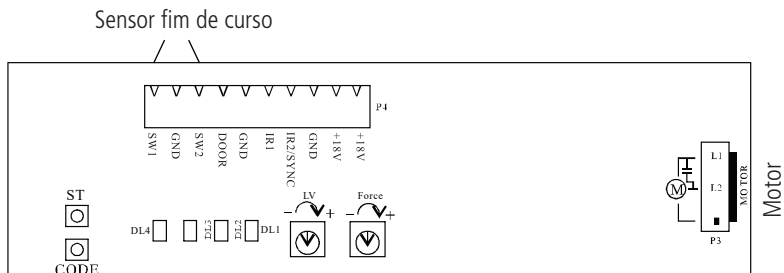 Sensor fim de curso
P4
SW1
GND
SW2
DOOR
GND
IR1
IR2/SYNC
GND
+18V
+18V
ST
CODE
DL4
DL3
DL2
DL1
LV
- +
Force
- +
M
L1
L2
MOTOR
P3
Motor